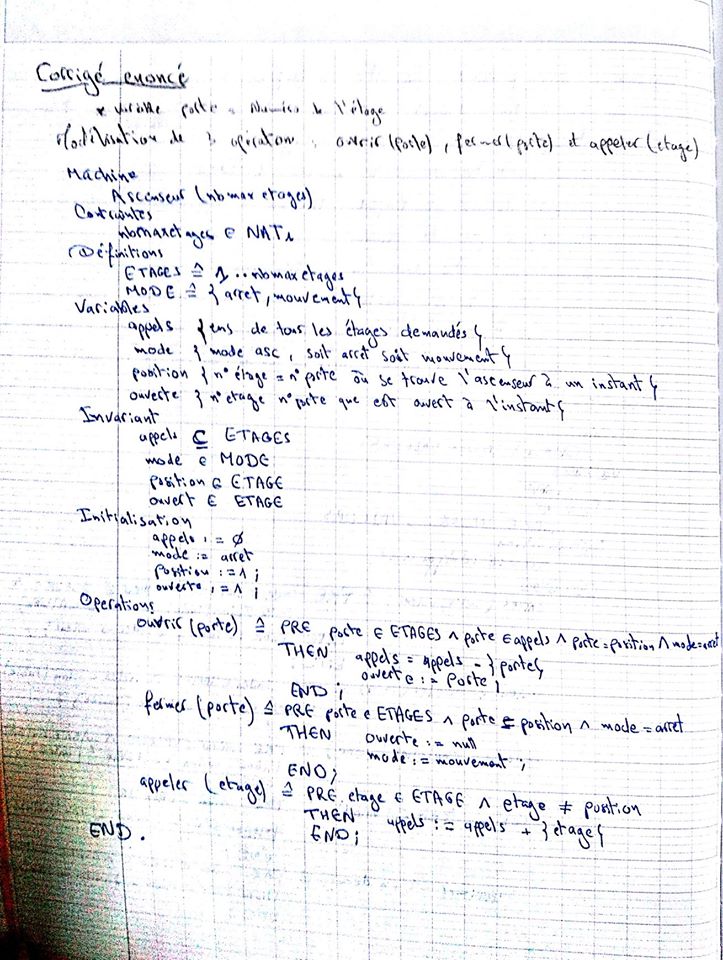 Corrigé enoncé
* variable porte = Numéro de l'étage
Modélisation de 3 opération : ouvrir (porte), fermer (porte) et appeler (etage)
Machine
Ascenseur (nbmax etages)
Contraintes
nbmaxetages ∈ NAT1
Définitions
ETAGES ≙ 1..nbmaxetages
MODE ≙ {arret, mouvement}
Variables
appels {ens de tous les étages demandés}
mode {mode asc, soit arret soit mouvement}
position {n° étage = n° porte où se trouve l'ascenseur à un instant}
ouverte {n° etage n° porte que est ouvert à l'instant}
Invariant
appels ⊆ ETAGES
mode ∈ MODE
position ∈ ETAGE
ouvert ∈ ETAGE
Initialisation
appels := ∅
mode := arret
Position := 1 ;
ouverte := 1 ;
Operations
ouvrir (porte) ≙ PRE porte ∈ ETAGES ∧ porte ∈ appels ∧ porte = position ∧ mode = arret
THEN appels = appels - {porte}
ouverte := Porte ;
END ;
fermer (porte) ≙ PRE porte ∈ ETAGES ∧ porte = position ∧ mode = arret
THEN ouverte := null
mode := mouvement ;
END;
appeler (etage) ≙ PRE etage ∈ ETAGE ∧ etage ≠ position
THEN appels := appels + {etage}
END;
END.